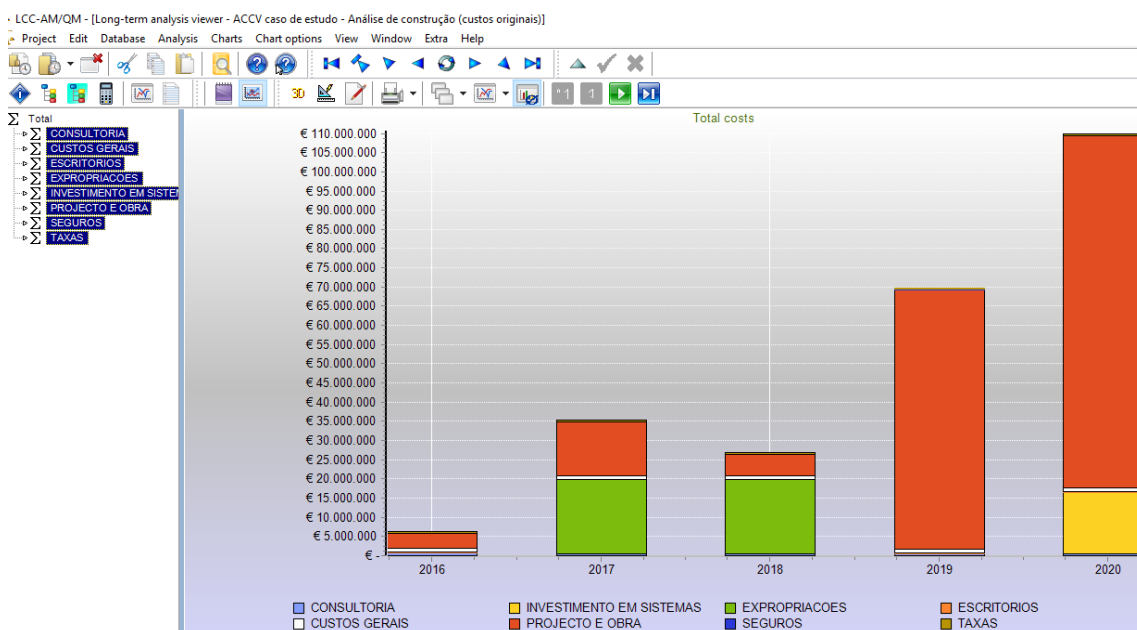 LCC-AM/QM - [Long-term analysis viewer - ACCV caso de estudo - Análise de construção (custos originais)]
Project Edit Database Analysis Charts Chart options View Window Extra Help
3D
Σ Total
Σ CONSULTORIA
Σ CUSTOS GERAIS
Σ ESCRITORIOS
Σ EXPROPRIACOES
Σ INVESTIMENTO EM SISTE
Σ PROJECTO E OBRA
Σ SEGUROS
Σ TAXAS
Total costs
€ 110.000.000
€ 105.000.000
€ 100.000.000
€ 95.000.000
€ 90.000.000
€ 85.000.000
€ 80.000.000
€ 75.000.000
€ 70.000.000
€ 65.000.000
€ 60.000.000
€ 55.000.000
€ 50.000.000
€ 45.000.000
€ 40.000.000
€ 35.000.000
€ 30.000.000
€ 25.000.000
€ 20.000.000
€ 15.000.000
€ 10.000.000
€ 5.000.000
€ -
2016 2017 2018 2019 2020
CONSULTORIA INVESTIMENTO EM SISTEMAS EXPROPRIACOES ESCRITORIOS
CUSTOS GERAIS PROJECTO E OBRA SEGUROS TAXAS